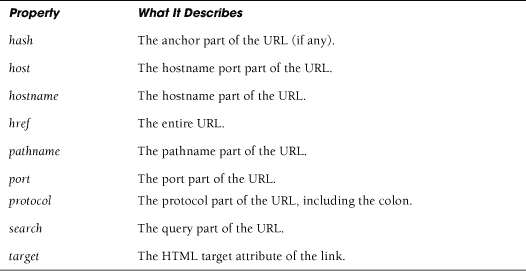 Property What It Describes
hash The anchor part of the URL (if any).
host The hostname port part of the URL.
hostname The hostname part of the URL.
href The entire URL.
pathname The pathname part of the URL.
port The port part of the URL.
protocol The protocol part of the URL, including the colon.
search The query part of the URL.
target The HTML target attribute of the link.